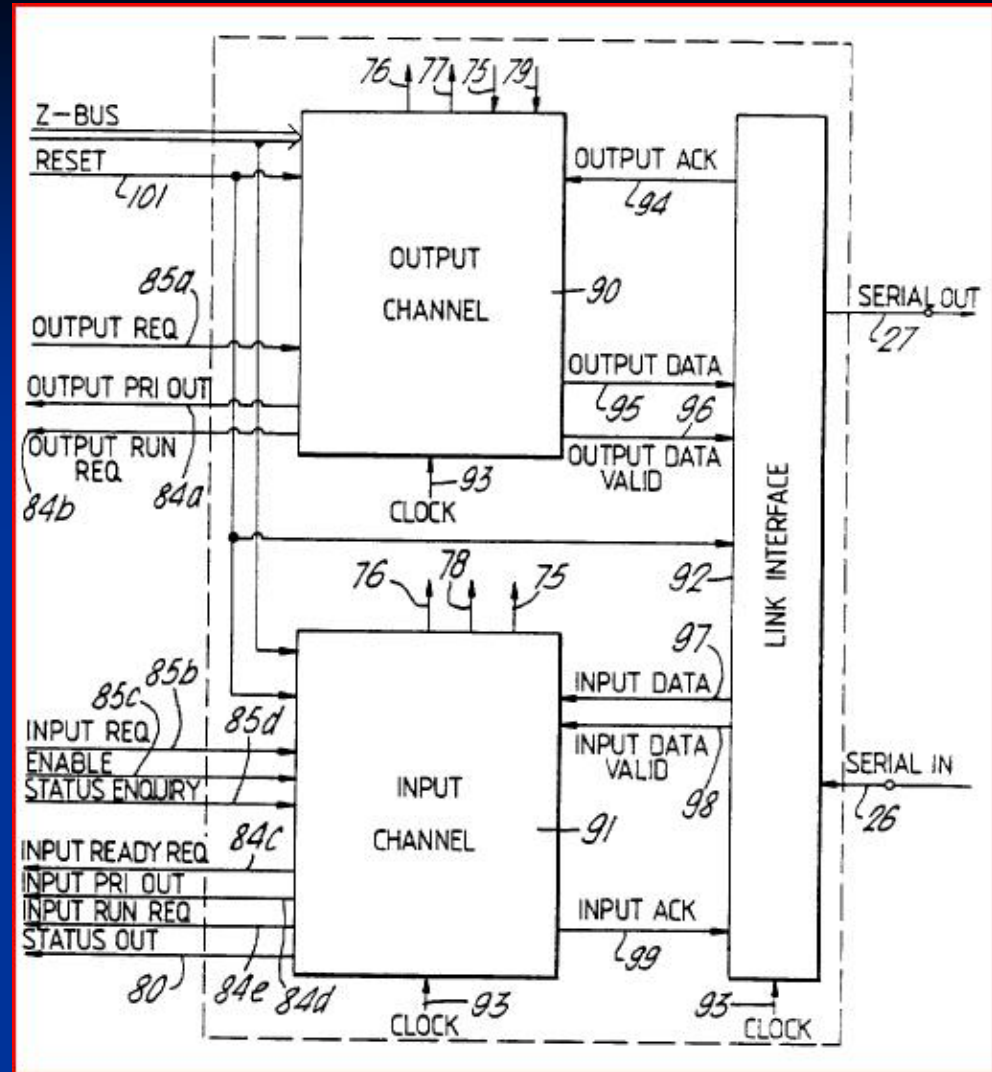 76 77 75 79
Z-BUS
RESET
101
OUTPUT ACK
94
OUTPUT
CHANNEL
90
85a
OUTPUT REQ
SERIAL OUT
27
OUTPUT PRI OUT
OUTPUT DATA
95 96
OUTPUT RUN
REQ
84b 84a
OUTPUT DATA
VALID
93
CLOCK
LINK INTERFACE
92
76 78 75
97
INPUT DATA
85b
85c
85d
INPUT REQ
ENABLE
STATUS ENQUIRY
INPUT DATA
VALID
98
SERIAL IN
26
INPUT
CHANNEL
91
INPUT READY REQ
84c
INPUT PRI OUT
INPUT RUN REQ
STATUS OUT
80 84e 84d
INPUT ACK
99
93
CLOCK
93
CLOCK